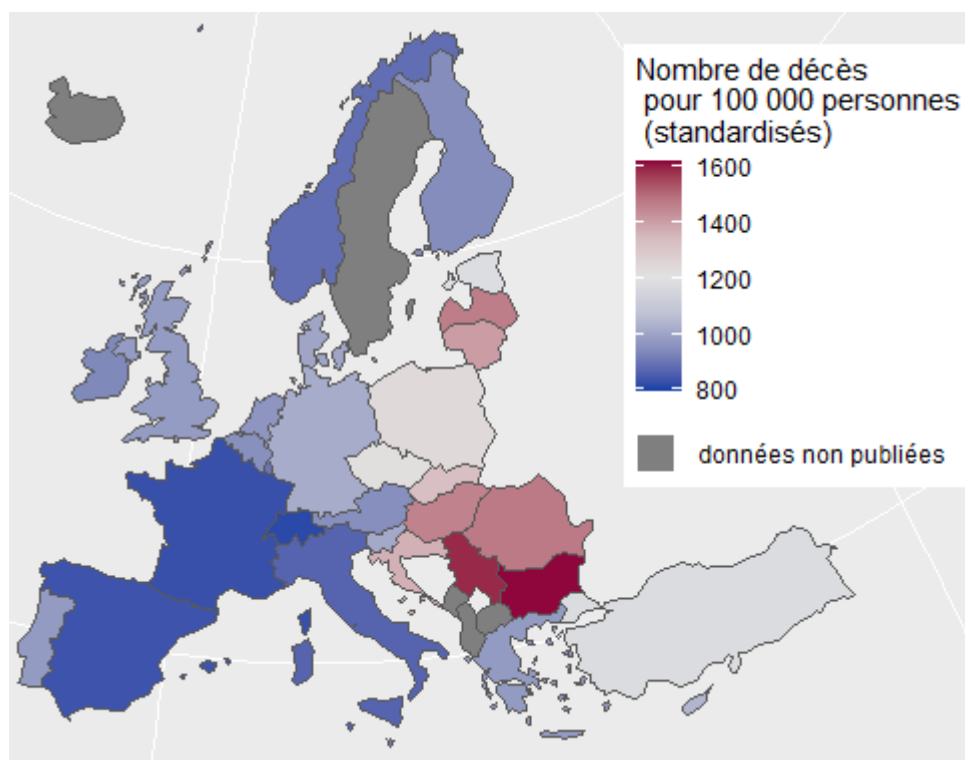 Nombre de décès
pour 100 000 personnes
(standardisés)
1600
1400
1200
1000
800
données non publiées